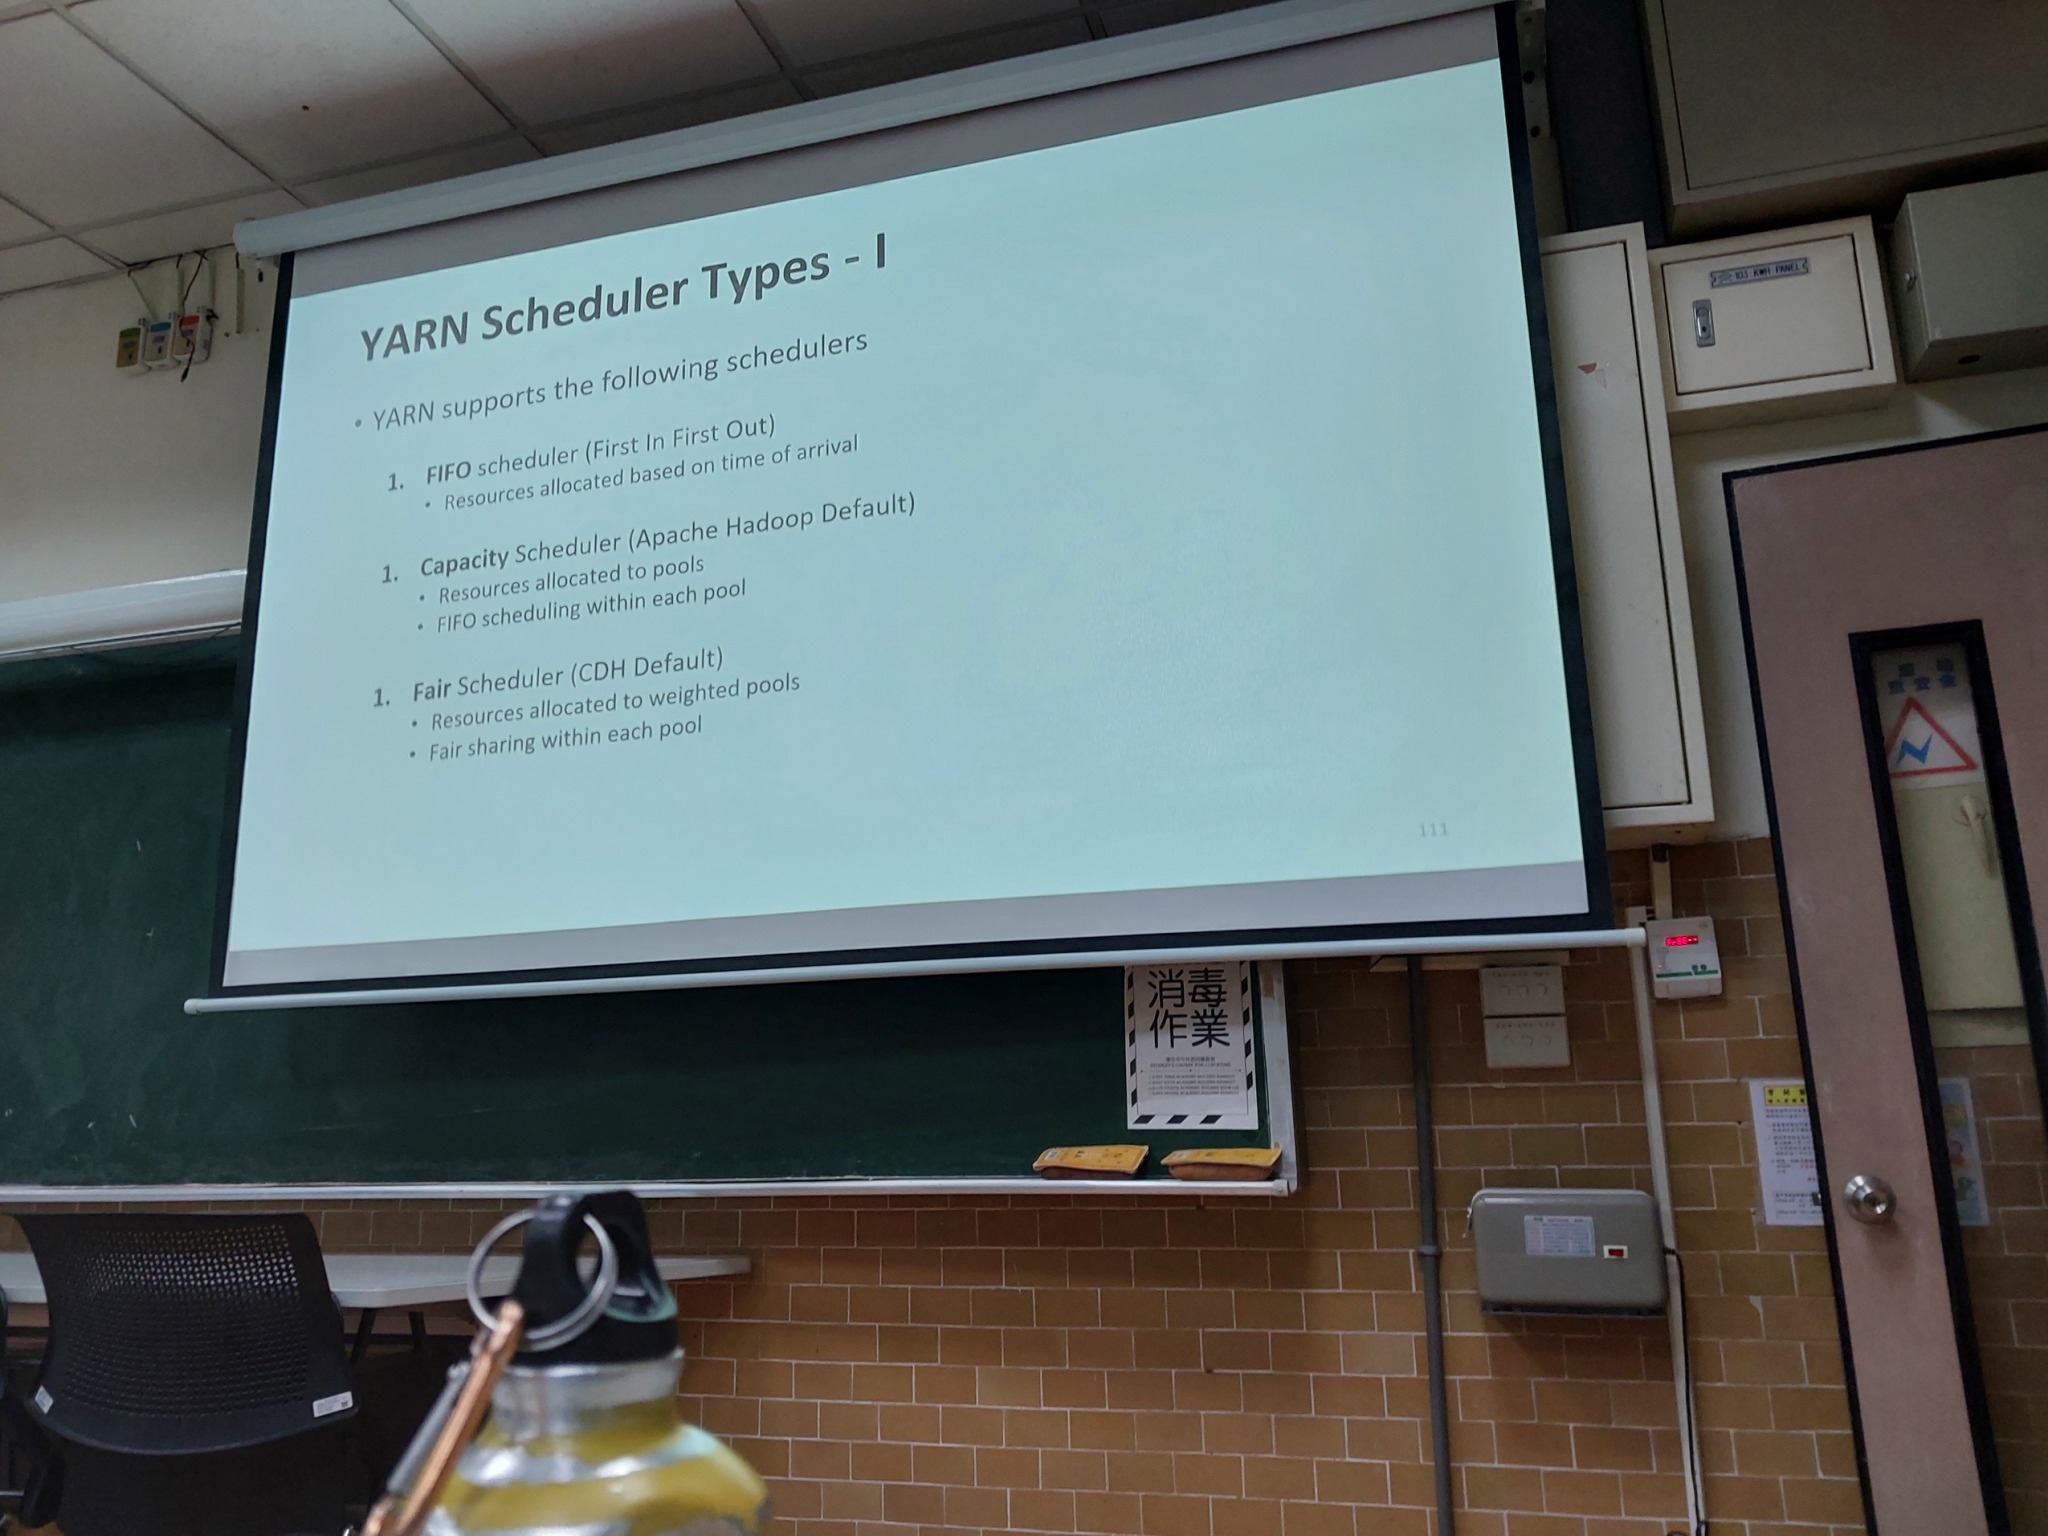 YARN Scheduler Types - I
• YARN supports the following schedulers
1. FIFO scheduler (First In First Out)
• Resources allocated based on time of arrival
1. Capacity Scheduler (Apache Hadoop Default)
• Resources allocated to pools
• FIFO scheduling within each pool
1. Fair Scheduler (CDH Default)
• Resources allocated to weighted pools
• Fair sharing within each pool
111
KWH PANEL
消毒
作業